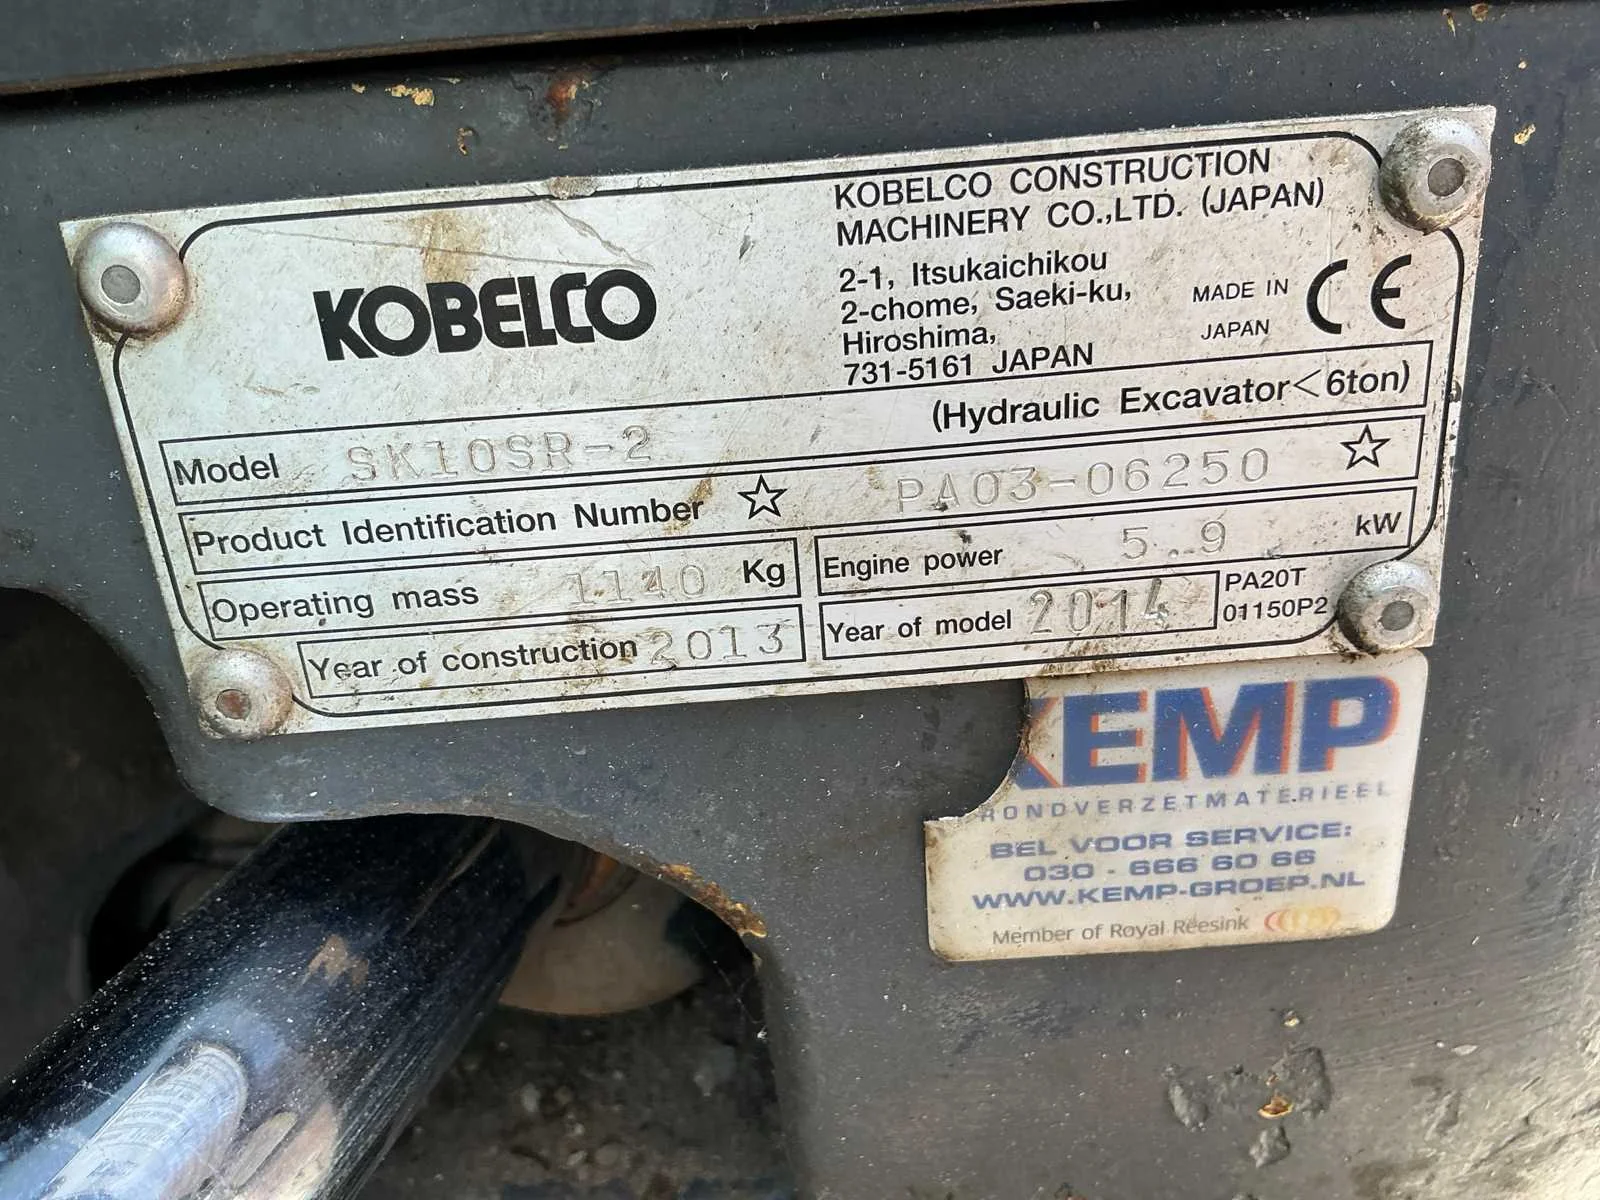 KOBELCO
KOBELCO CONSTRUCTION
MACHINERY CO.,LTD. (JAPAN)
2-1, Itsukaichikou
2-chome, Saeki-ku,
Hiroshima,
731-5161 JAPAN
MADE IN
JAPAN
CE
(Hydraulic Excavator<6ton)
Model SK10SR-2
Product Identification Number ☆ PA03-06250 ☆
Operating mass 1140 Kg
Engine power 5.9 kW
Year of construction 2013
Year of model 2014
PA20T
01150P2
KEMP
RONDVERZETMATERIEEL
BEL VOOR SERVICE:
030 - 666 60 66
WWW.KEMP-GROEP.NL
Member of Royal Reesink